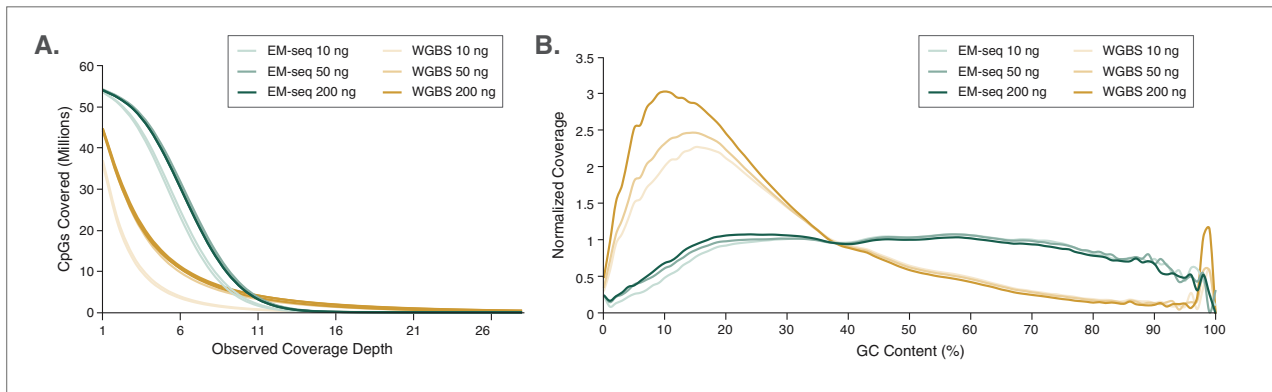 A.
EM-seq 10 ng
EM-seq 50 ng
EM-seq 200 ng
WGBS 10 ng
WGBS 50 ng
WGBS 200 ng
CpGs Covered (Millions)
60
50
40
30
20
10
0
1 6 11 16 21 26
Observed Coverage Depth
B.
EM-seq 10 ng
EM-seq 50 ng
EM-seq 200 ng
WGBS 10 ng
WGBS 50 ng
WGBS 200 ng
Normalized Coverage
3.5
3
2.5
2
1.5
1
0.5
0
0 10 20 30 40 50 60 70 80 90 100
GC Content (%)